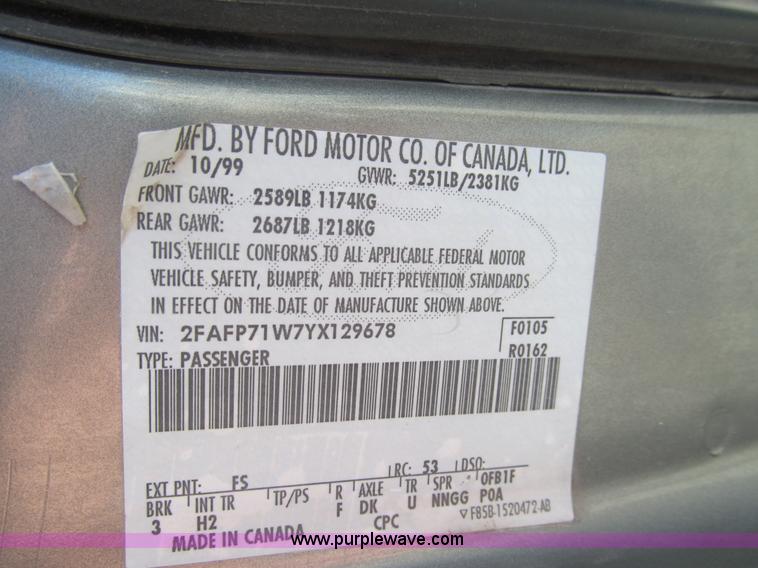 MFD. BY FORD MOTOR CO. OF CANADA, LTD.
DATE: 10/99 GVWR: 5251LB/2381KG
FRONT GAWR: 2589LB 1174KG
REAR GAWR: 2687LB 1218KG
THIS VEHICLE CONFORMS TO ALL APPLICABLE FEDERAL MOTOR
VEHICLE SAFETY, BUMPER, AND THEFT PREVENTION STANDARDS
IN EFFECT ON THE DATE OF MANUFACTURE SHOWN ABOVE.
VIN: 2FAFP71W7YX129678 F0105
TYPE: PASSENGER R0162
EXT PNT: FS RC: 53 DSO:
BRK INT TR TP/PS R AXLE TR SPR 0FB1F
3 H2 F DK U NNGG P0A
MADE IN CANADA CPC F85B-1520472-AB
www.purplewave.com